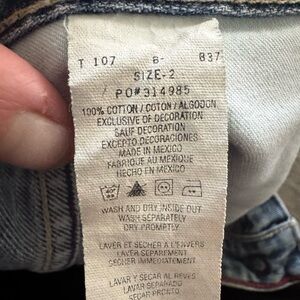 T 107 B- B37
SIZE-2
PO#314985
100% COTTON / COTON / ALGODON
EXCLUSIVE OF DECORATION
SAUF DECORATION
EXCEPTO DECORACIONES
MADE IN MEXICO
FABRIQUE AU MEXIQUE
HECHO EN MEXICO
WASH AND DRY INSIDE OUT
WASH SEPARATELY
DRY PROMPTLY
LAVER ET SECHER A L'ENVERS
LAVER SEPAREMENT
SECHER IMMEDIATEMENT
LAVAR Y SECAR AL REVES
LAVAR SEPARADO
SECAR PRONTO